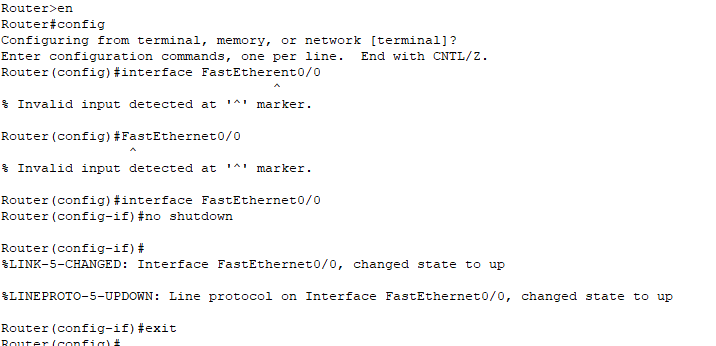 Router>en
Router#config
Configuring from terminal, memory, or network [terminal]?
Enter configuration commands, one per line.  End with CNTL/Z.
Router(config)#interface FastEtherent0/0
^
% Invalid input detected at '^' marker.
Router(config)#FastEthernet0/0
^
% Invalid input detected at '^' marker.
Router(config)#interface FastEthernet0/0
Router(config-if)#no shutdown
Router(config-if)#
%LINK-5-CHANGED: Interface FastEthernet0/0, changed state to up
%LINEPROTO-5-UPDOWN: Line protocol on Interface FastEthernet0/0, changed state to up
Router(config-if)#exit
Router(config)#